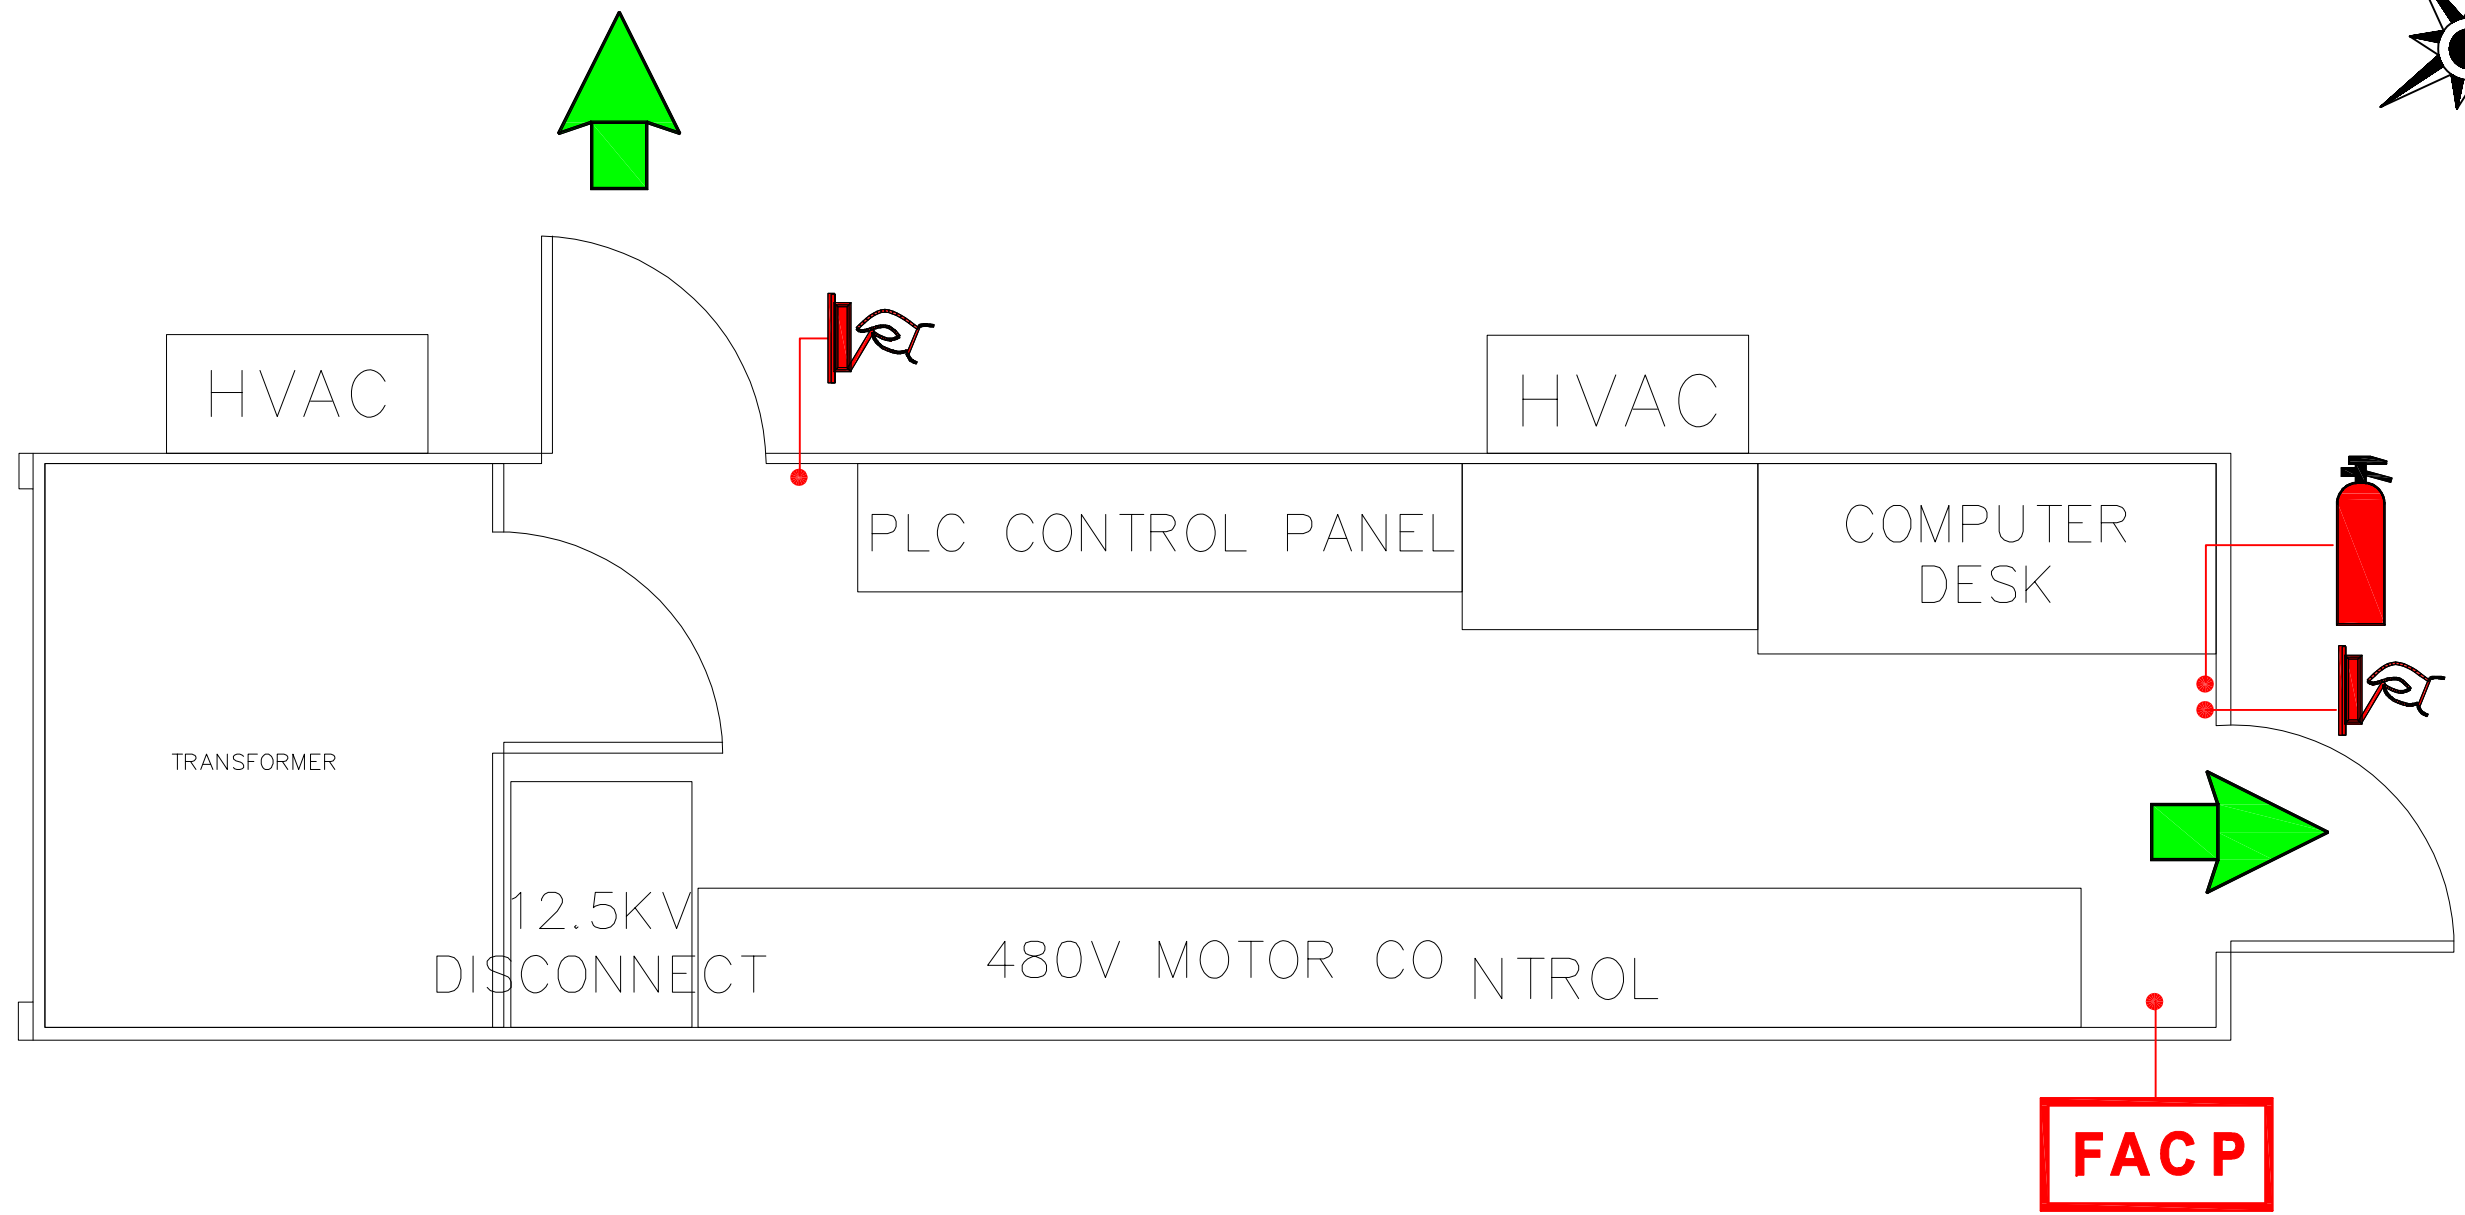 HVAC
HVAC
PLC CONTROL PANEL
COMPUTER
DESK
TRANSFORMER
12.5KV
DISCONNECT
480V MOTOR CO NTROL
FACP